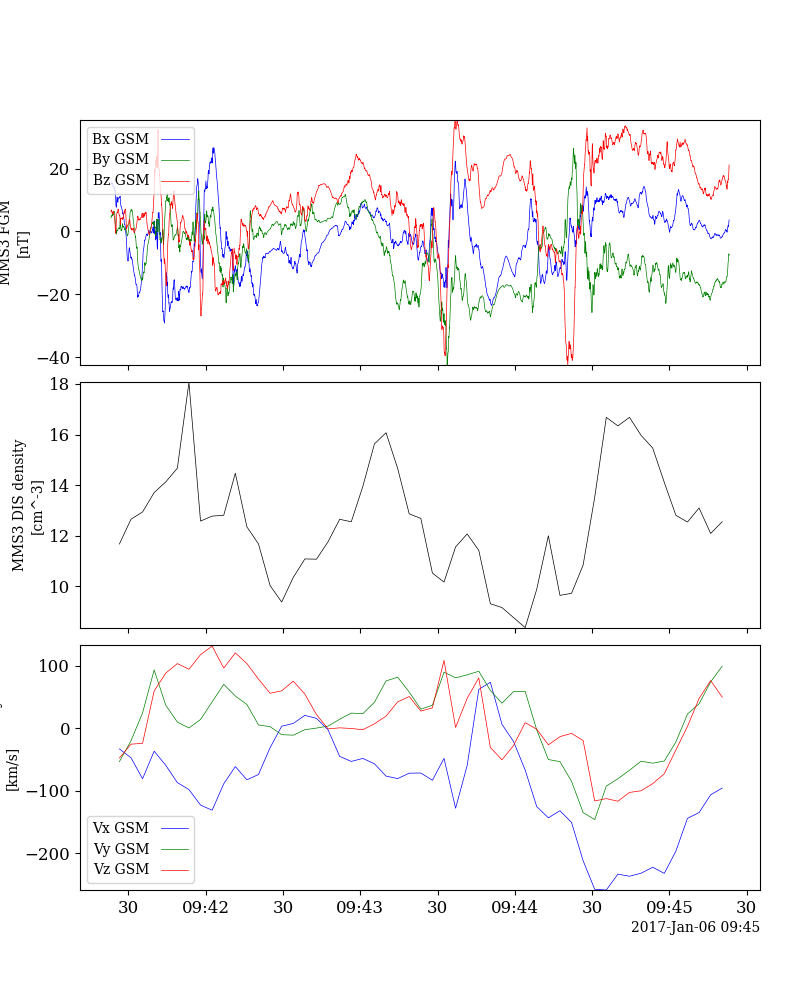 Bx GSM
By GSM
Bz GSM
20
0
−20
−40
MMS3 FGM
[nT]
18
16
14
12
10
MMS3 DIS density
[cm^-3]
100
0
−100
−200
[km/s]
Vx GSM
Vy GSM
Vz GSM
30 09:42 30 09:43 30 09:44 30 09:45 30
2017-Jan-06 09:45